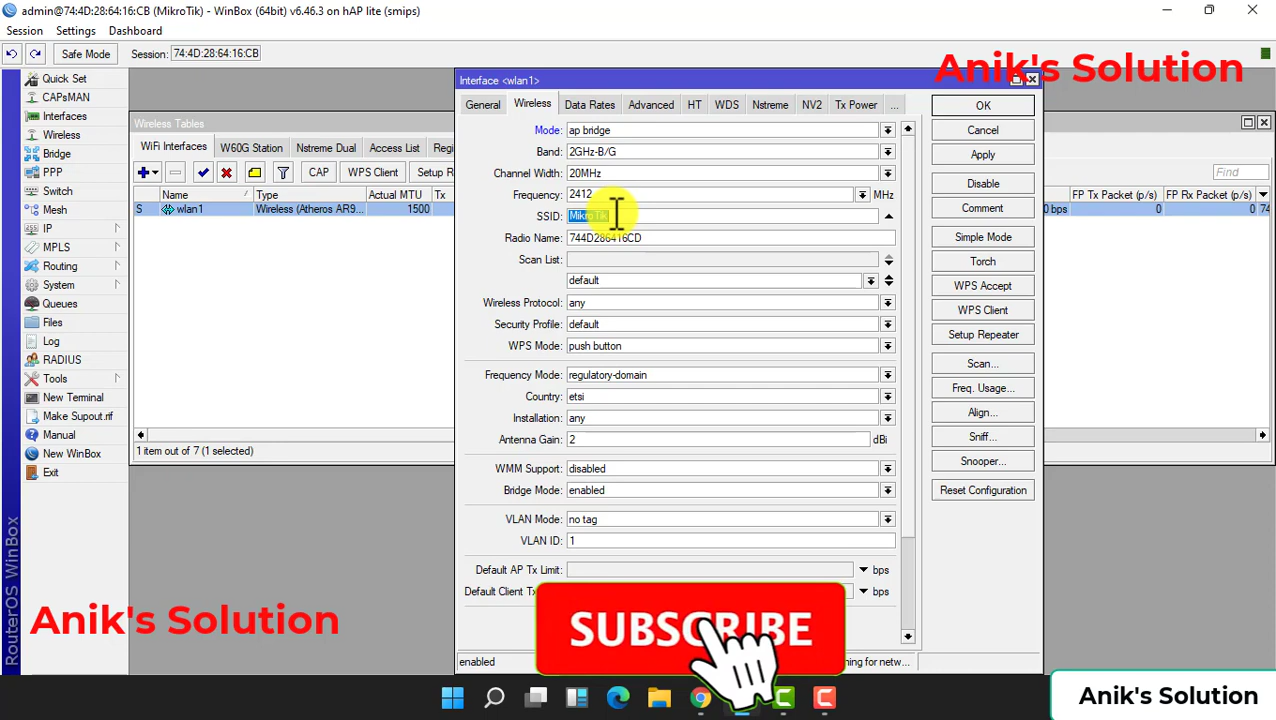 admin@74:4D:28:64:16:CB (MikroTik) - WinBox (64bit) v6.46.3 on hAP lite (smips)
Session Settings Dashboard
Safe Mode Session: 74:4D:28:64:16:CB
Anik's Solution
Quick Set
CAPsMAN
Interfaces
Wireless
Bridge
PPP
Switch
Mesh
IP
MPLS
Routing
System
Queues
Files
Log
RADIUS
Tools
New Terminal
Make Supout.rif
Manual
New WinBox
Exit
RouterOS WinBox
Wireless Tables
WiFi Interfaces W60G Station Nstreme Dual Access List
CAP WPS Client Setup R
Find
Name Type Actual MTU Tx FP Tx Packet (p/s) FP Rx Packet (p/s)
S wlan1 Wireless (Atheros AR9... 1500 0 bps 0 0
1 item out of 7 (1 selected)
Interface <wlan1>
General Wireless Data Rates Advanced HT WDS Nstreme NV2 Tx Power ...
Mode: ap bridge
Band: 2GHz-B/G
Channel Width: 20MHz
Frequency: 2412 MHz
SSID: MikroTik
Radio Name: 744D286416CD
Scan List:
default
Wireless Protocol: any
Security Profile: default
WPS Mode: push button
Frequency Mode: regulatory-domain
Country: etsi
Installation: any
Antenna Gain: 2 dBi
WMM Support: disabled
Bridge Mode: enabled
VLAN Mode: no tag
VLAN ID: 1
Default AP Tx Limit: bps
Default Client Tx bps
enabled
OK
Cancel
Apply
Disable
Comment
Simple Mode
Torch
WPS Accept
WPS Client
Setup Repeater
Scan...
Freq. Usage...
Align...
Sniff...
Snooper...
Reset Configuration
Anik's Solution
SUBSCRIBE
Anik's Solution